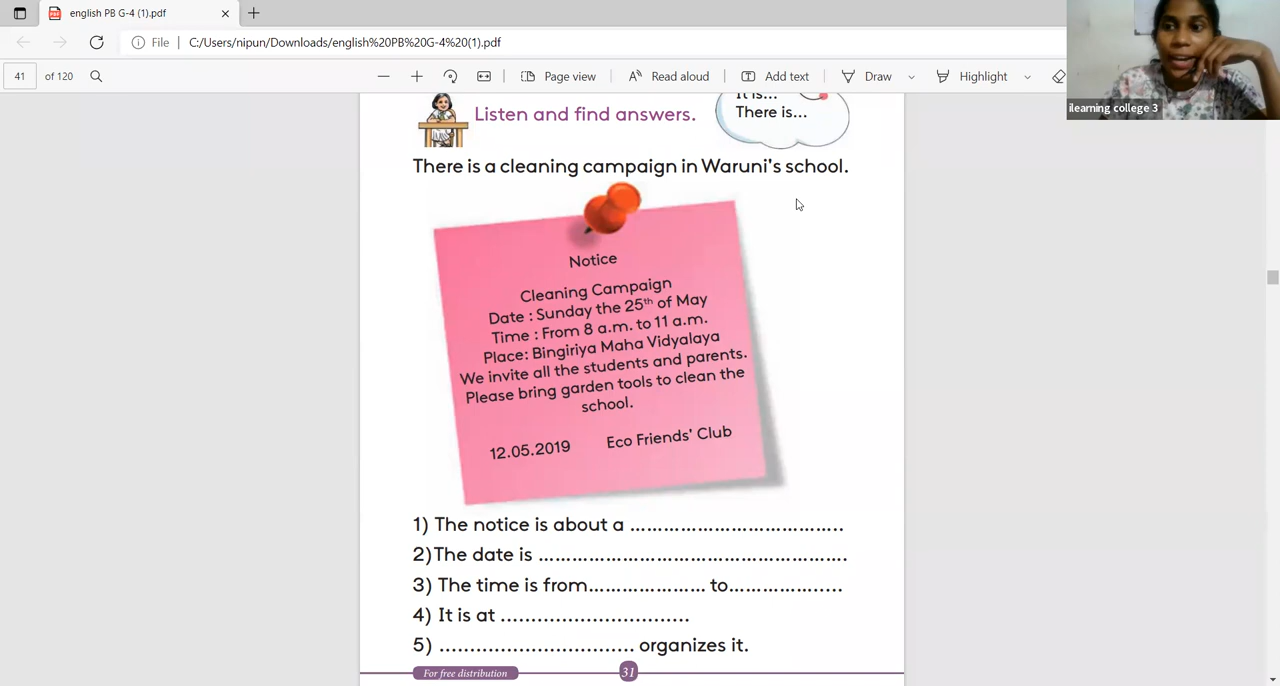 english PB G-4 (1).pdf
File | C:/Users/nipun/Downloads/english%20PB%20G-4%20(1).pdf
41 of 120 Page view Read aloud Add text Draw Highlight
ilearning college 3
It is...
There is...
Listen and find answers.
There is a cleaning campaign in Waruni's school.
Notice
Cleaning Campaign
Date : Sunday the 25th of May
Time : From 8 a.m. to 11 a.m.
Place: Bingiriya Maha Vidyalaya
We invite all the students and parents.
Please bring garden tools to clean the
school.
12.05.2019 Eco Friends' Club
1) The notice is about a ......................................
2)The date is ......................................................
3) The time is from..................... to....................
4) It is at ...............................
5) ................................ organizes it.
For free distribution 31